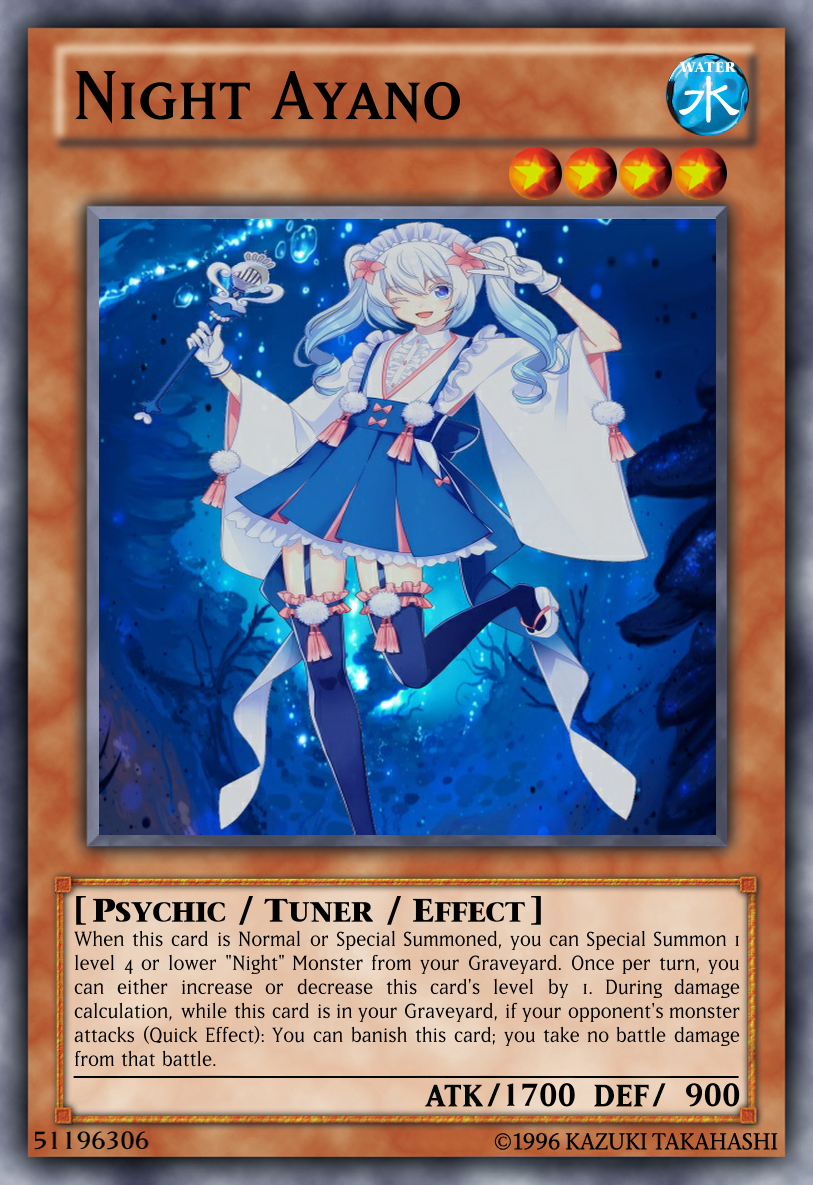 Night Ayano
WATER
水
[ Psychic / Tuner / Effect ]
When this card is Normal or Special Summoned, you can Special Summon 1
level 4 or lower "Night" Monster from your Graveyard. Once per turn, you
can either increase or decrease this card's level by 1. During damage
calculation, while this card is in your Graveyard, if your opponent's monster
attacks (Quick Effect): You can banish this card; you take no battle damage
from that battle.
ATK/1700 DEF/ 900
51196306 ©1996 KAZUKI TAKAHASHI